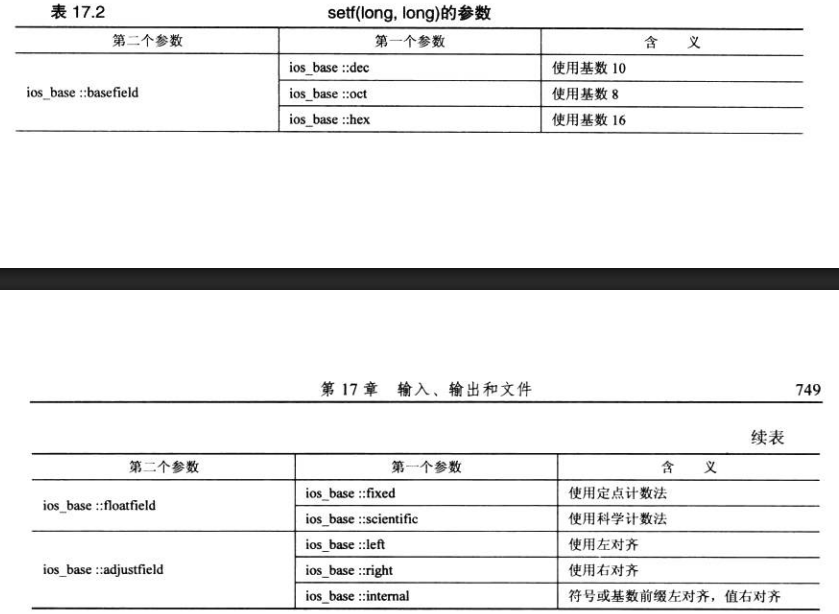 表 17.2 setf(long, long)的参数
第二个参数 第一个参数 含 义
ios_base ::basefield
ios_base ::dec 使用基数 10
ios_base ::oct 使用基数 8
ios_base ::hex 使用基数 16
第 17 章 输入、输出和文件 749
续表
第二个参数 第一个参数 含 义
ios_base ::floatfield
ios_base ::fixed 使用定点计数法
ios_base ::scientific 使用科学计数法
ios_base ::adjustfield
ios_base ::left 使用左对齐
ios_base ::right 使用右对齐
ios_base ::internal 符号或基数前缀左对齐，值右对齐